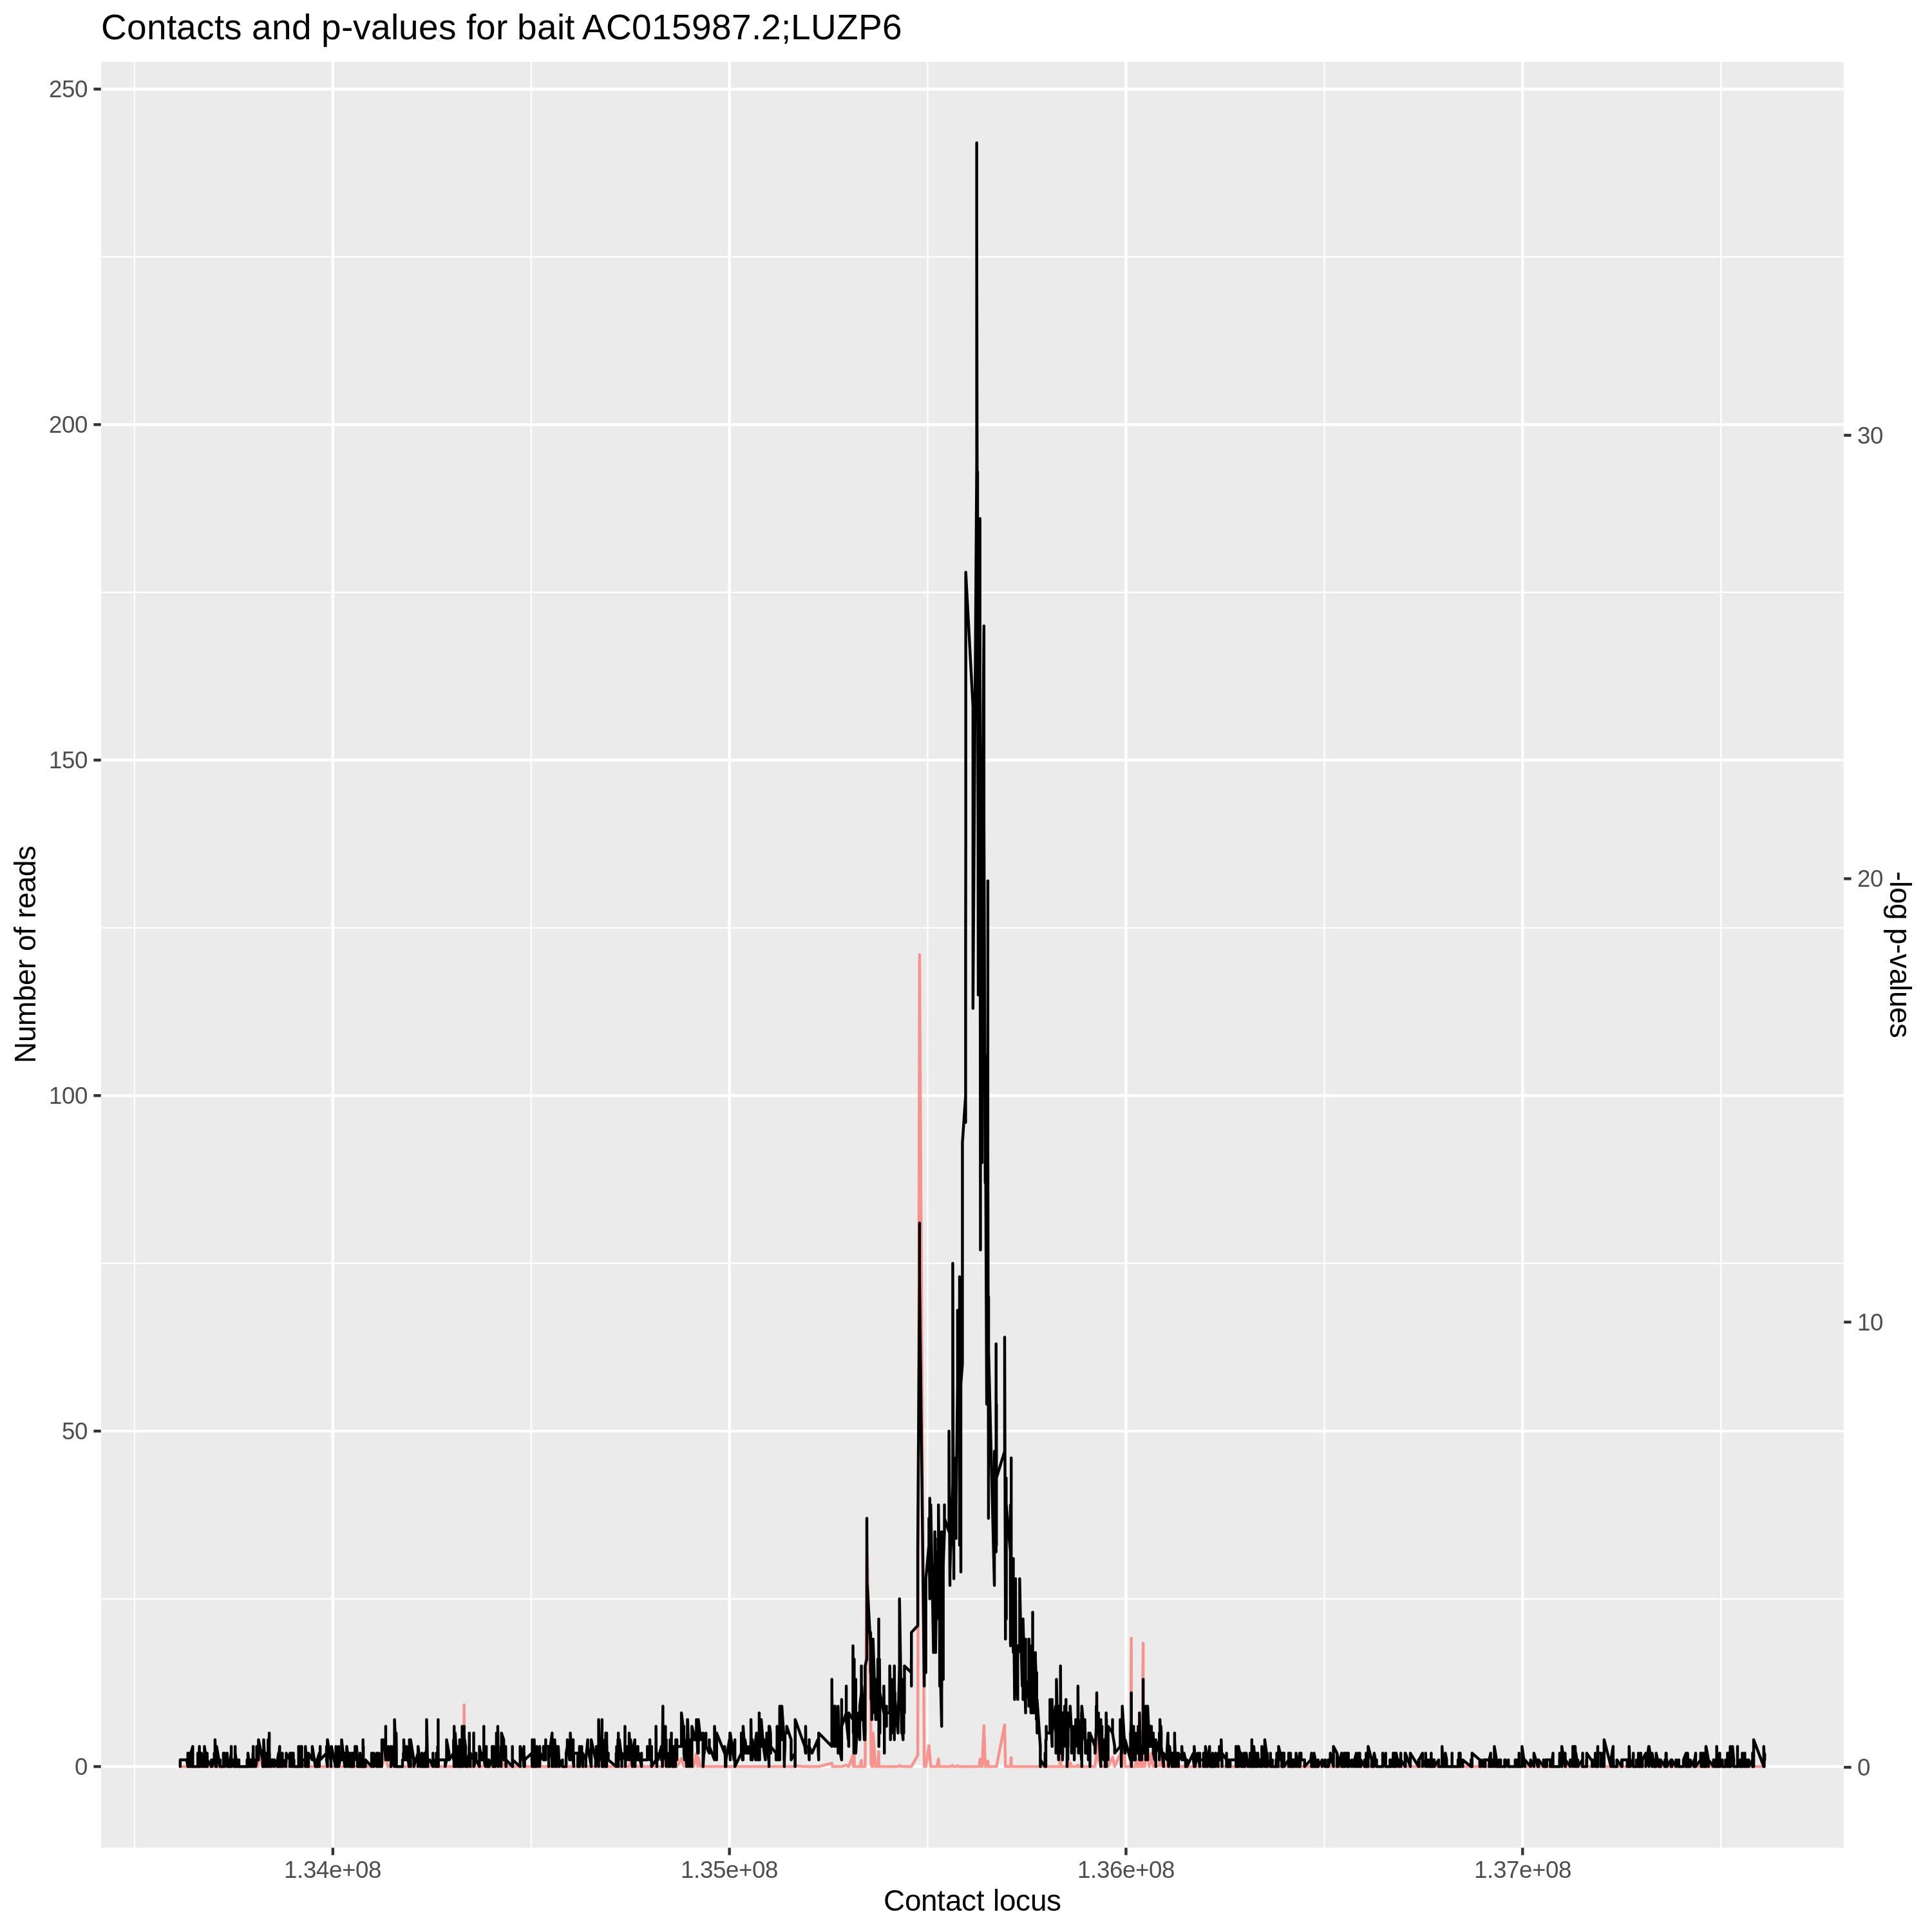 Contacts and p-values for bait AC015987.2;LUZP6
250
200
150
100
50
0
Number of reads
30
20
10
0
-log p-values
1.34e+08
1.35e+08
1.36e+08
1.37e+08
Contact locus